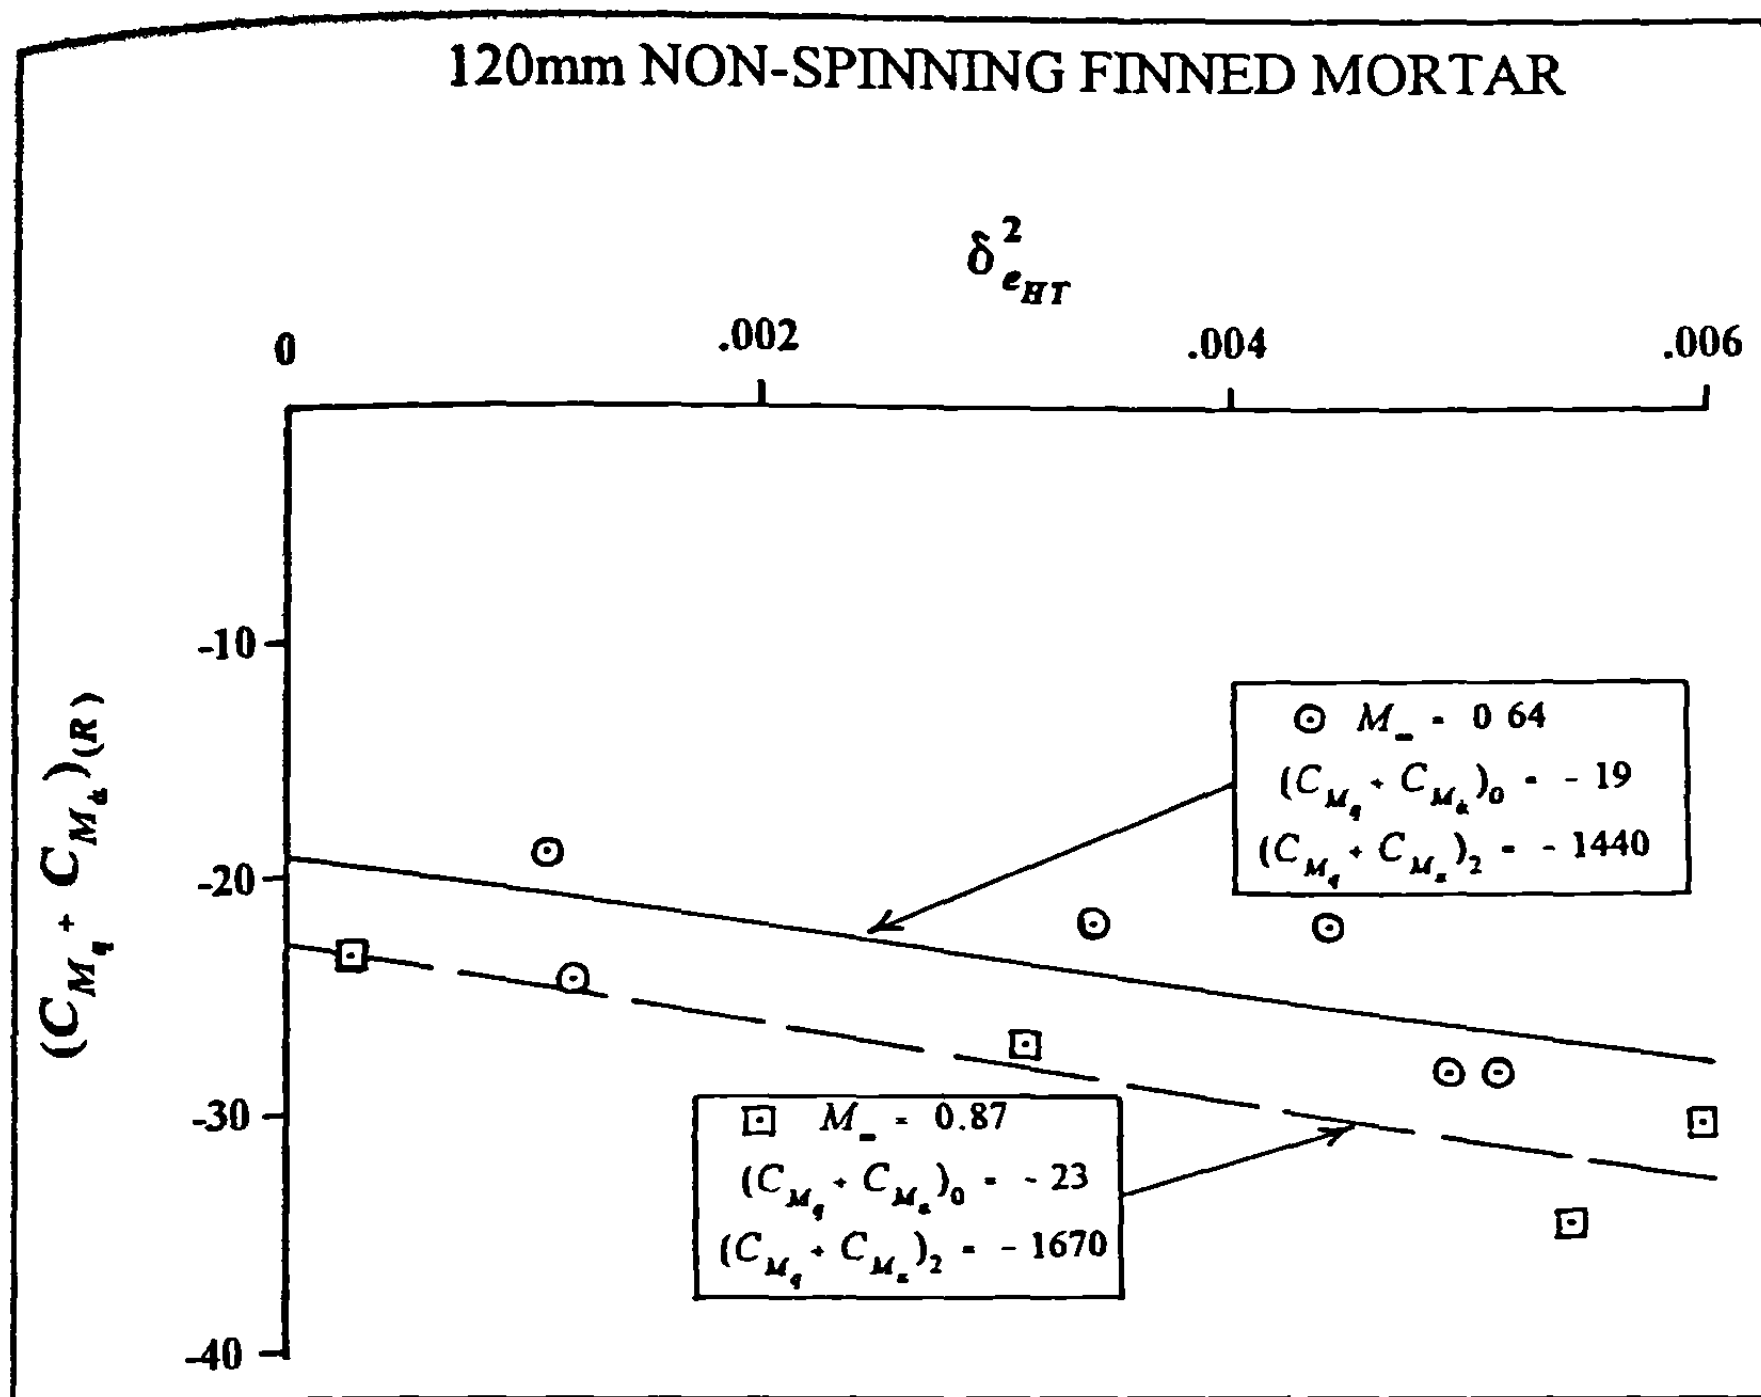 120mm NON-SPINNING FINNED MORTAR
δ²e_HT
0 .002 .004 .006
-10
-20
-30
-40
(C_Mq + C_Mα̇)(R)
⊙ M∞ = 0 64
(C_Mq + C_Mα̇)0 = - 19
(C_Mq + C_Mα̇)2 = - 1440
⊡ M∞ = 0.87
(C_Mq + C_Mα̇)0 = - 23
(C_Mq + C_Mα̇)2 = - 1670